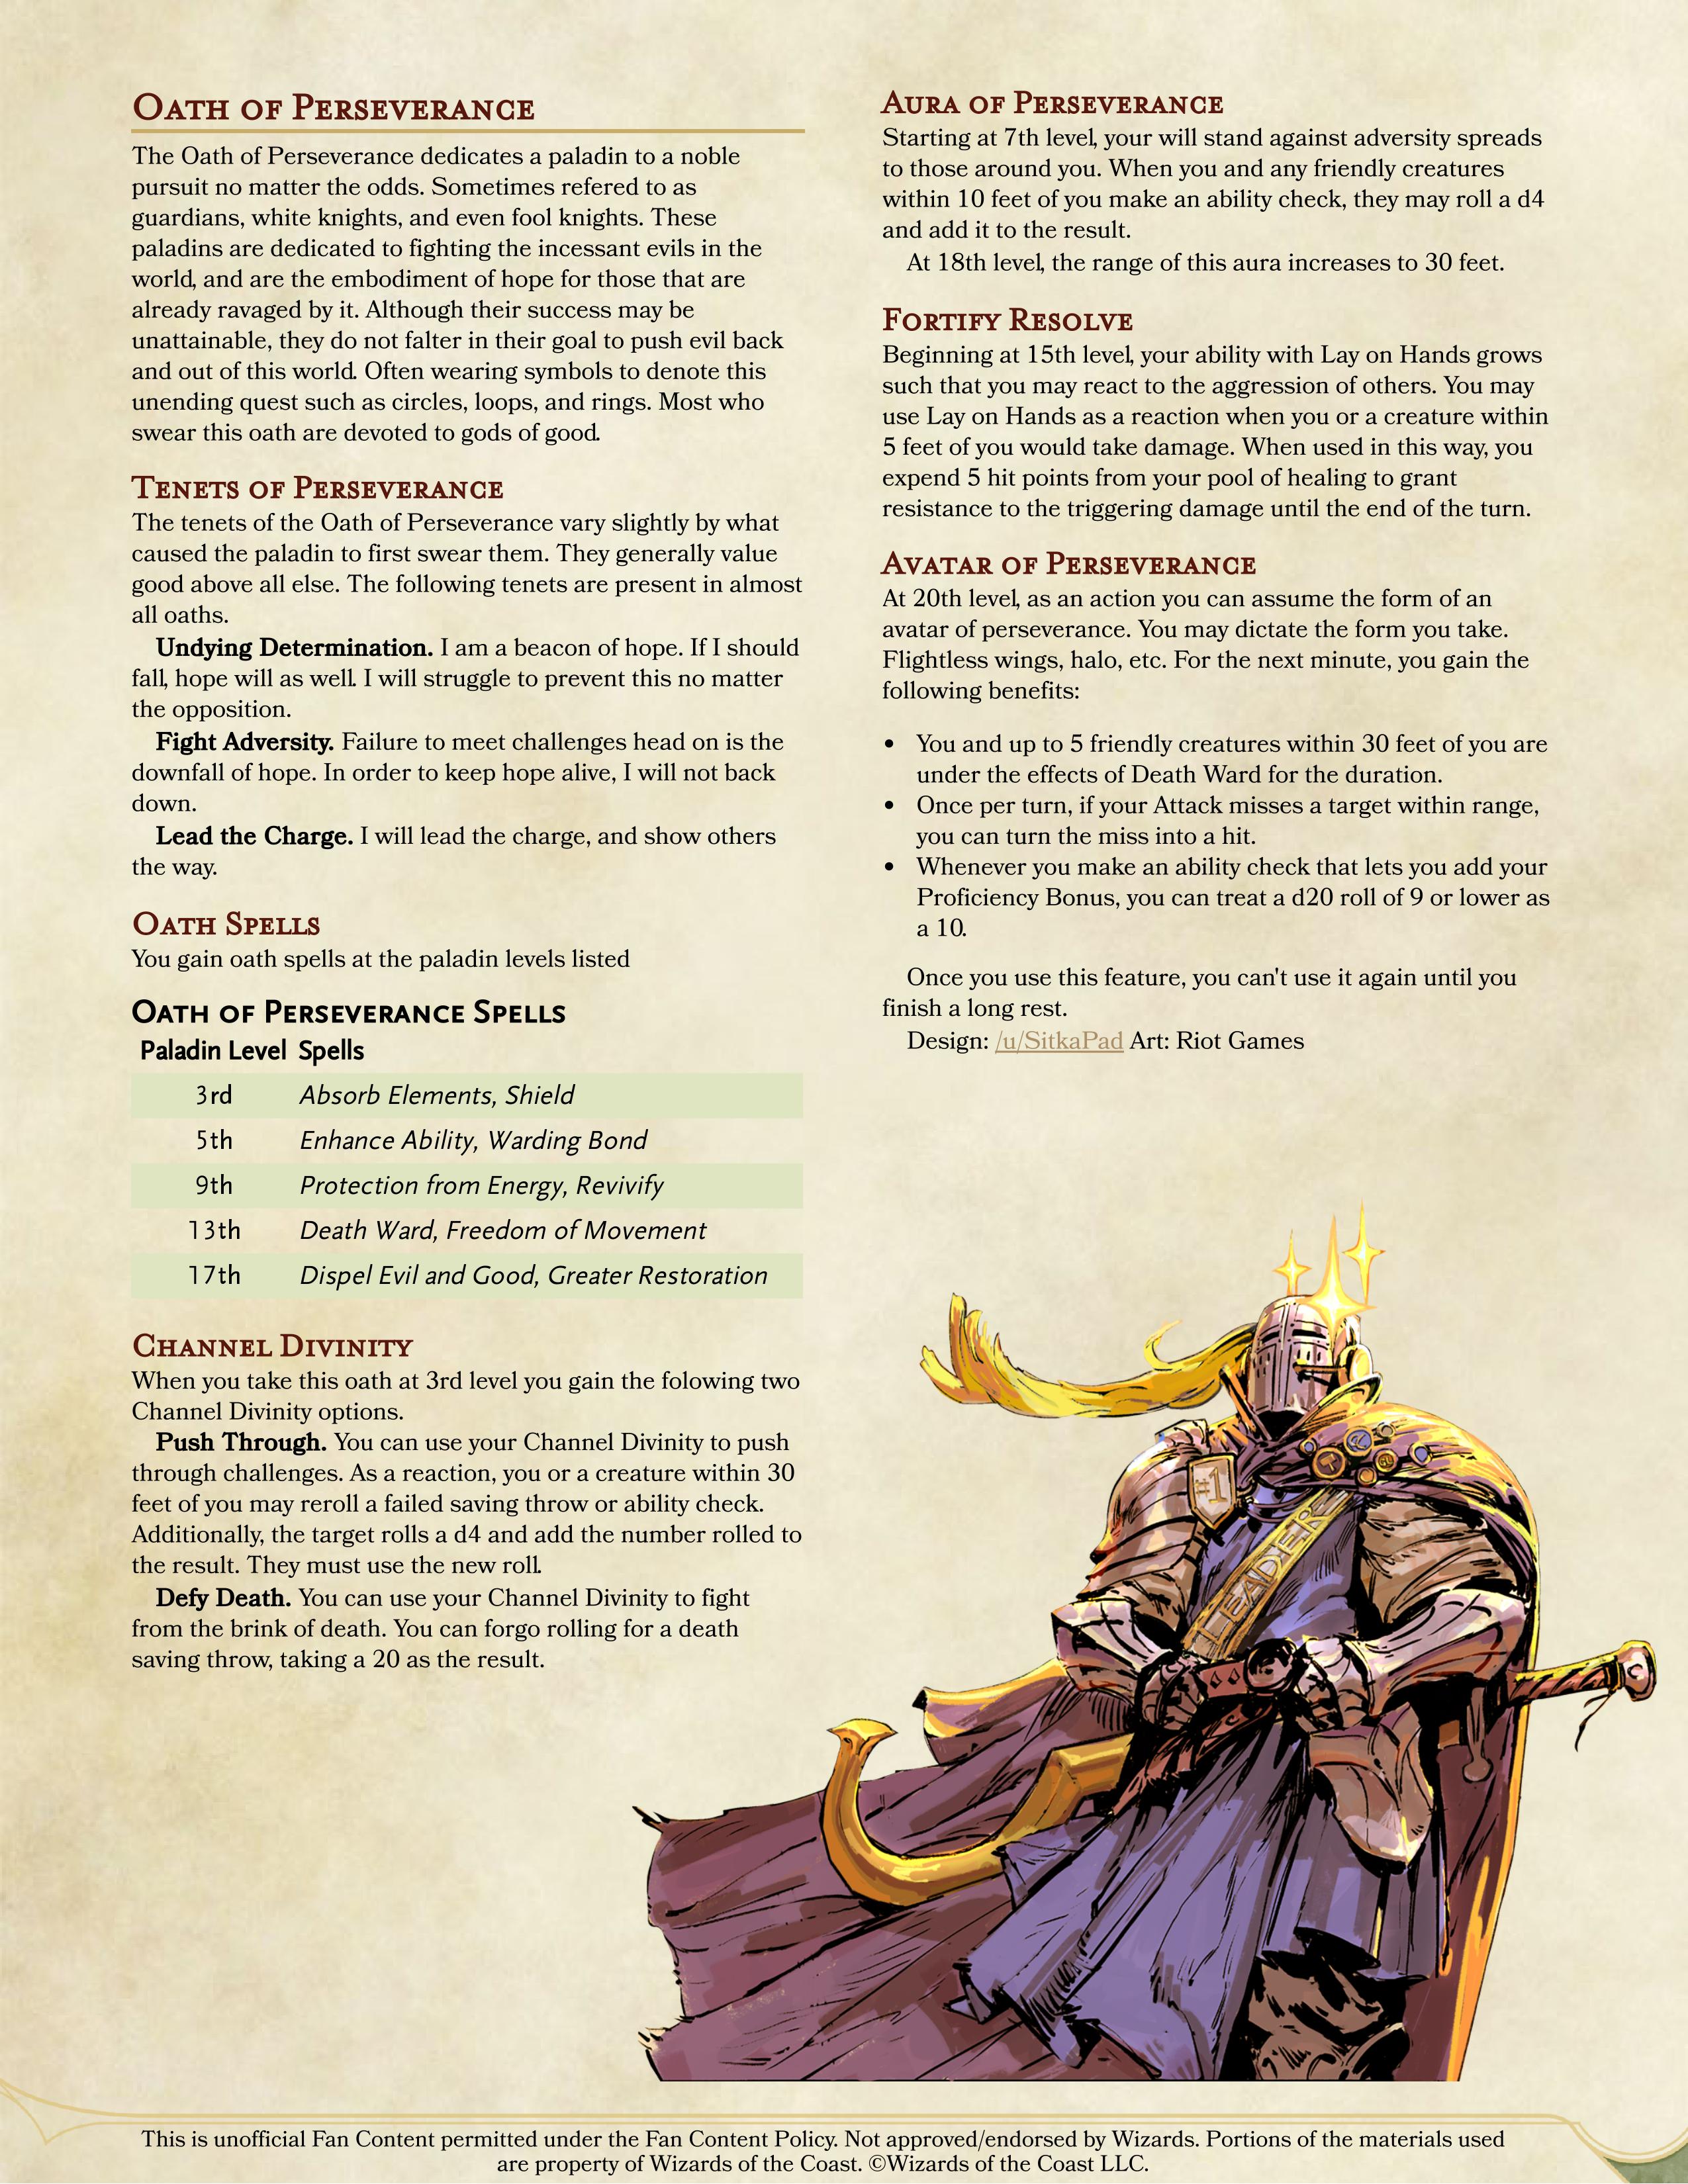 Oath of Perseverance
The Oath of Perseverance dedicates a paladin to a noble
pursuit no matter the odds. Sometimes refered to as
guardians, white knights, and even fool knights. These
paladins are dedicated to fighting the incessant evils in the
world, and are the embodiment of hope for those that are
already ravaged by it. Although their success may be
unattainable, they do not falter in their goal to push evil back
and out of this world. Often wearing symbols to denote this
unending quest such as circles, loops, and rings. Most who
swear this oath are devoted to gods of good.
Tenets of Perseverance
The tenets of the Oath of Perseverance vary slightly by what
caused the paladin to first swear them. They generally value
good above all else. The following tenets are present in almost
all oaths.
Undying Determination. I am a beacon of hope. If I should
fall, hope will as well. I will struggle to prevent this no matter
the opposition.
Fight Adversity. Failure to meet challenges head on is the
downfall of hope. In order to keep hope alive, I will not back
down.
Lead the Charge. I will lead the charge, and show others
the way.
Oath Spells
You gain oath spells at the paladin levels listed
Oath of Perseverance Spells
Paladin Level Spells
3rd Absorb Elements, Shield
5th Enhance Ability, Warding Bond
9th Protection from Energy, Revivify
13th Death Ward, Freedom of Movement
17th Dispel Evil and Good, Greater Restoration
Channel Divinity
When you take this oath at 3rd level you gain the folowing two
Channel Divinity options.
Push Through. You can use your Channel Divinity to push
through challenges. As a reaction, you or a creature within 30
feet of you may reroll a failed saving throw or ability check.
Additionally, the target rolls a d4 and add the number rolled to
the result. They must use the new roll.
Defy Death. You can use your Channel Divinity to fight
from the brink of death. You can forgo rolling for a death
saving throw, taking a 20 as the result.
Aura of Perseverance
Starting at 7th level, your will stand against adversity spreads
to those around you. When you and any friendly creatures
within 10 feet of you make an ability check, they may roll a d4
and add it to the result.
At 18th level, the range of this aura increases to 30 feet.
Fortify Resolve
Beginning at 15th level, your ability with Lay on Hands grows
such that you may react to the aggression of others. You may
use Lay on Hands as a reaction when you or a creature within
5 feet of you would take damage. When used in this way, you
expend 5 hit points from your pool of healing to grant
resistance to the triggering damage until the end of the turn.
Avatar of Perseverance
At 20th level, as an action you can assume the form of an
avatar of perseverance. You may dictate the form you take.
Flightless wings, halo, etc. For the next minute, you gain the
following benefits:
• You and up to 5 friendly creatures within 30 feet of you are
under the effects of Death Ward for the duration.
• Once per turn, if your Attack misses a target within range,
you can turn the miss into a hit.
• Whenever you make an ability check that lets you add your
Proficiency Bonus, you can treat a d20 roll of 9 or lower as
a 10.
Once you use this feature, you can't use it again until you
finish a long rest.
Design: /u/SitkaPad Art: Riot Games
#1
LEADER
This is unofficial Fan Content permitted under the Fan Content Policy. Not approved/endorsed by Wizards. Portions of the materials used
are property of Wizards of the Coast. ©Wizards of the Coast LLC.